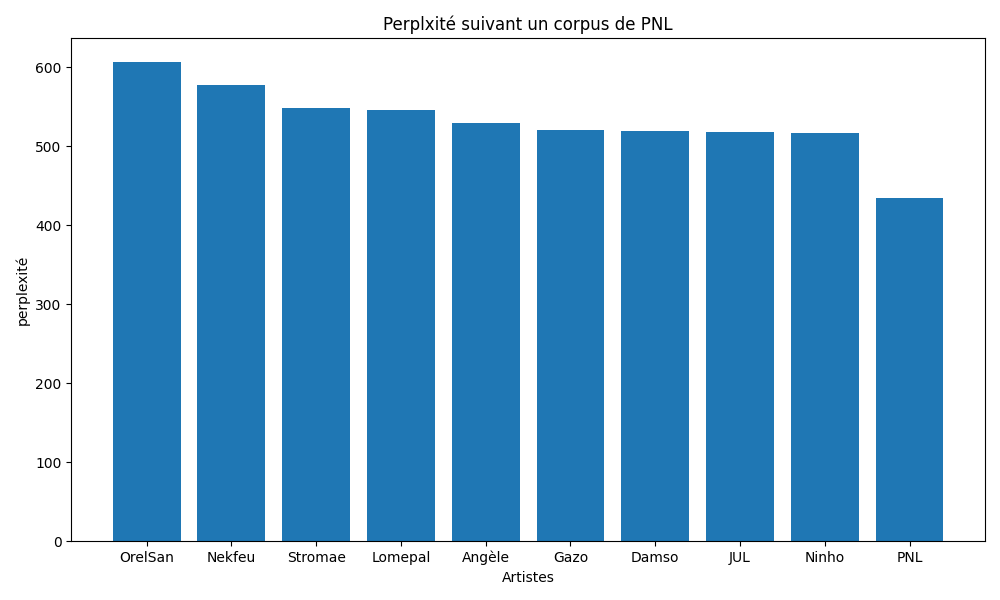 Perplxité suivant un corpus de PNL
perplexité
600
500
400
300
200
100
0
OrelSan Nekfeu Stromae Lomepal Angèle Gazo Damso JUL Ninho PNL
Artistes